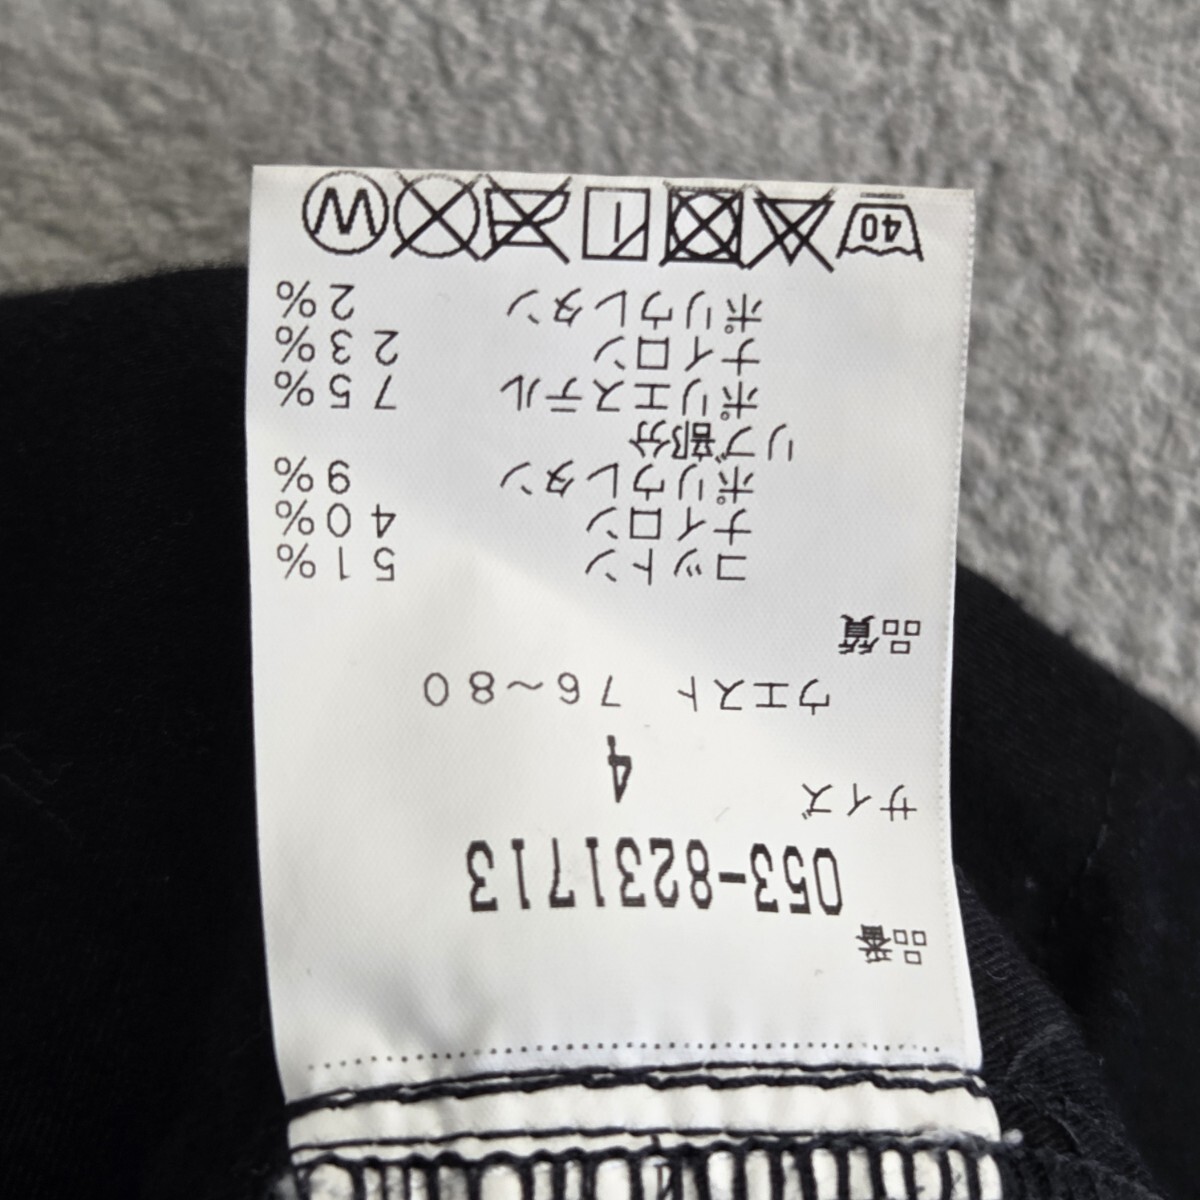 品番
053-8231713
サイズ
4
ウエスト 76～80
品質
コットン 51%
ナイロン 40%
ポリウレタン 9%
リブ部分
ポリエステル 75%
ナイロン 23%
ポリウレタン 2%
40 W